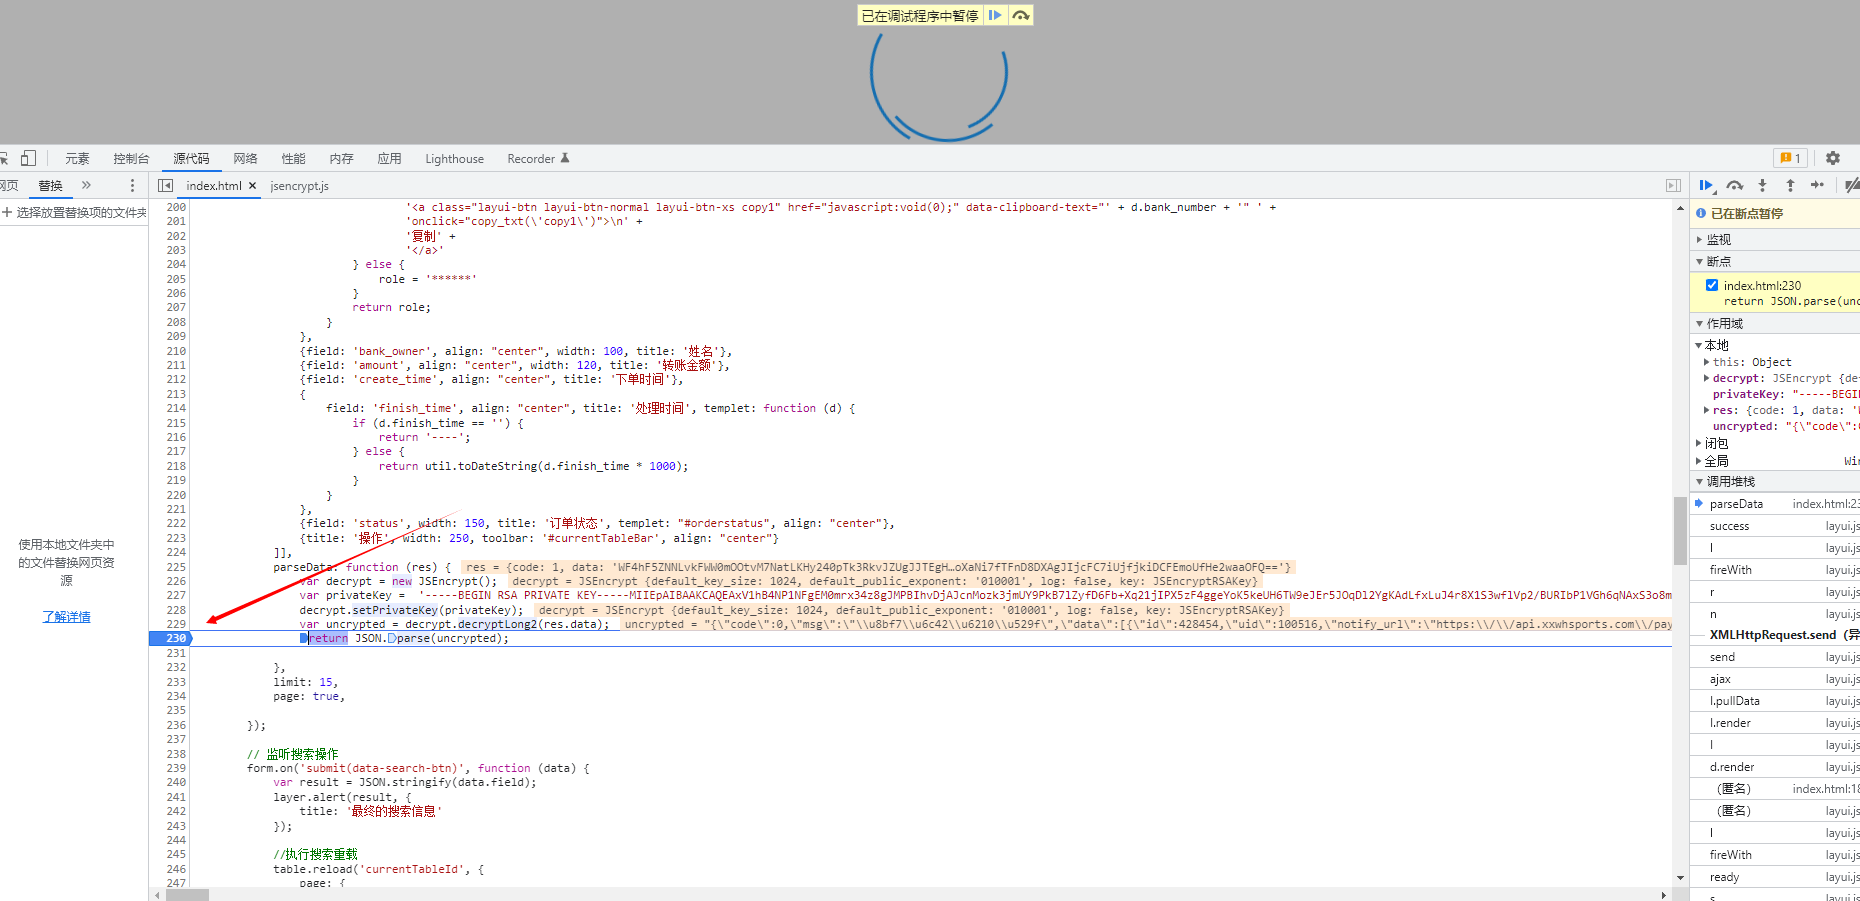 已在调试程序中暂停
元素 控制台 源代码 网络 性能 内存 应用 Lighthouse Recorder 1
网页 替换 » index.html × jsencrypt.js
+ 选择放置替换项的文件夹
使用本地文件夹中
的文件替换网页资
源
了解详情
200 '<a class="layui-btn layui-btn-normal layui-btn-xs copy1" href="javascript:void(0);" data-clipboard-text="' + d.bank_number + '" ' +
201 'onclick="copy_txt(\'copy1\')">\n' +
202 '复制' +
203 '</a>'
204 } else {
205 role = '******'
206 }
207 return role;
208 }
209 },
210 {field: 'bank_owner', align: "center", width: 100, title: '姓名'},
211 {field: 'amount', align: "center", width: 120, title: '转账金额'},
212 {field: 'create_time', align: "center", title: '下单时间'},
213 {
214 field: 'finish_time', align: "center", title: '处理时间', templet: function (d) {
215 if (d.finish_time == '') {
216 return '----';
217 } else {
218 return util.toDateString(d.finish_time * 1000);
219 }
220 }
221 },
222 {field: 'status', width: 150, title: '订单状态', templet: "#orderstatus", align: "center"},
223 {title: '操作', width: 250, toolbar: '#currentTableBar', align: "center"}
224 ]],
225 parseData: function (res) { res = {code: 1, data: 'WF4hF5ZNNLvkFWW0mOOtvM7NatLKHy240pTk3RkvJZUgJJTEgH…oXaNi7fTFnD8DXAgJIjcFC7iUjfjkiDCFEmoUfHe2waaOFQ=='}
226 var decrypt = new JSEncrypt(); decrypt = JSEncrypt {default_key_size: 1024, default_public_exponent: '010001', log: false, key: JSEncryptRSAKey}
227 var privateKey = '-----BEGIN RSA PRIVATE KEY-----MIIEpAIBAAKCAQEAxV1hB4NP1NFgEM0mrx34z8gJMPBIhvDjAJcnMozk3jmUY9PkB7lZyfD6Fb+Xq21jIPX5zF4ggeYoK5keUH6TW9eJEr5JOqDl2YgKAdLfxLuJ4r8X1S3wflVp2/BURIbP1VGh6qNAxS3o8m
228 decrypt.setPrivateKey(privateKey); decrypt = JSEncrypt {default_key_size: 1024, default_public_exponent: '010001', log: false, key: JSEncryptRSAKey}
229 var uncrypted = decrypt.decryptLong2(res.data); uncrypted = "{\"code\":0,\"msg\":\"\\u8bf7\\u6c42\\u6210\\u529f\",\"data\":[{\"id\":428454,\"uid\":100516,\"notify_url\":\"https:\\/\\/api.xxwhsports.com\\/pay
230 return JSON.parse(uncrypted);
231
232 },
233 limit: 15,
234 page: true,
235
236 });
237
238 // 监听搜索操作
239 form.on('submit(data-search-btn)', function (data) {
240 var result = JSON.stringify(data.field);
241 layer.alert(result, {
242 title: '最终的搜索信息'
243 });
244
245 //执行搜索重载
246 table.reload('currentTableId', {
247 page: {
已在断点暂停
监视
断点
index.html:230
return JSON.parse(unc
作用域
本地
this: Object
decrypt: JSEncrypt {de
privateKey: "-----BEGI
res: {code: 1, data: '
uncrypted: "{\"code\":
闭包
全局 Wi
调用堆栈
parseData index.html:23
success layui.js
l layui.js
fireWith layui.js
r layui.js
n layui.js
XMLHttpRequest.send (异
send layui.js
ajax layui.js
l.pullData layui.js
l.render layui.js
l layui.js
d.render layui.js
(匿名) index.html:18
(匿名) layui.js
l layui.js
fireWith layui.js
ready layui.js
s layui.js